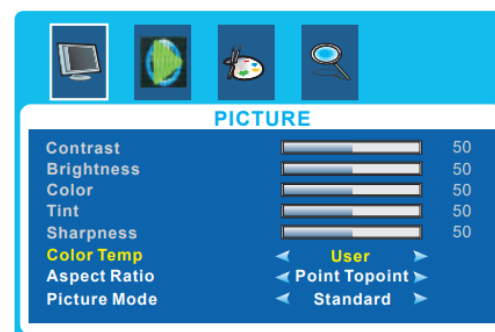 PICTURE
Contrast 50
Brightness 50
Color 50
Tint 50
Sharpness 50
Color Temp User
Aspect Ratio Point Topoint
Picture Mode Standard